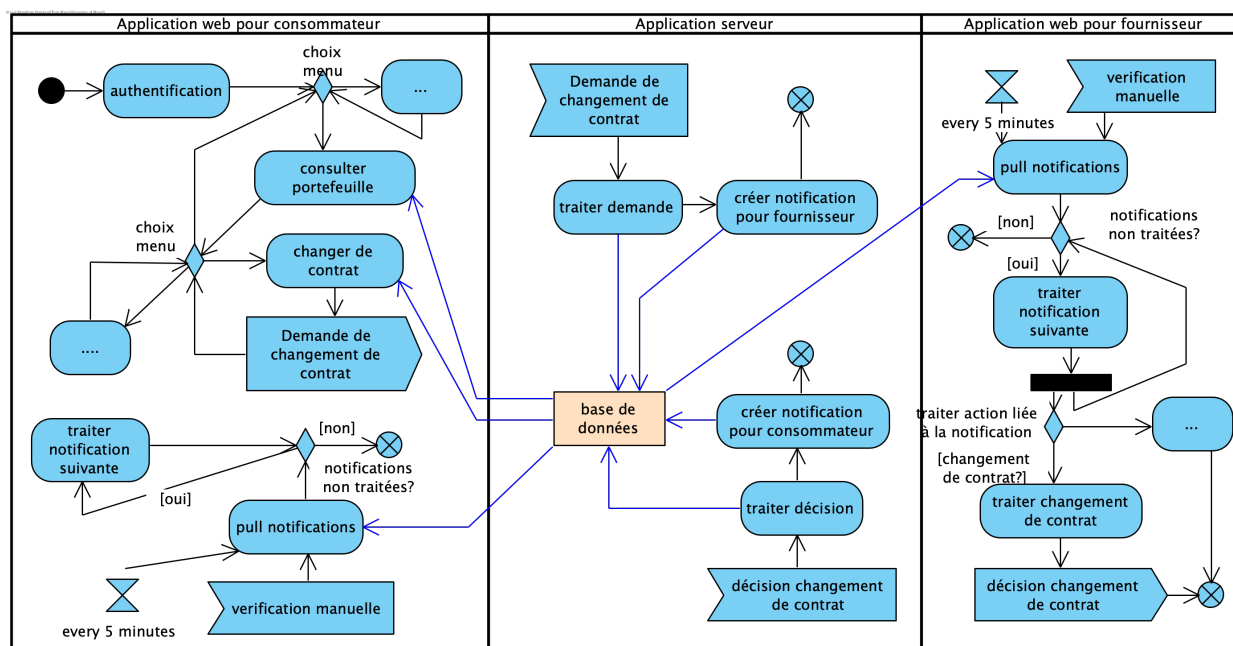 Application web pour consommateur
Application serveur
Application web pour fournisseur
choix
menu
authentification
...
consulter
portefeuille
choix
menu
changer de
contrat
....
Demande de
changement de
contrat
traiter
notification
suivante
[non]
notifications
non traitées?
[oui]
pull notifications
every 5 minutes
verification manuelle
Demande de
changement de
contrat
traiter demande
créer notification
pour fournisseur
base de
données
créer notification
pour consommateur
traiter décision
décision changement
de contrat
verification
manuelle
every 5 minutes
pull notifications
[non]
notifications
non traitées?
[oui]
traiter
notification
suivante
traiter action liée
à la notification
...
[changement
de contrat?]
traiter changement
de contrat
décision changement
de contrat